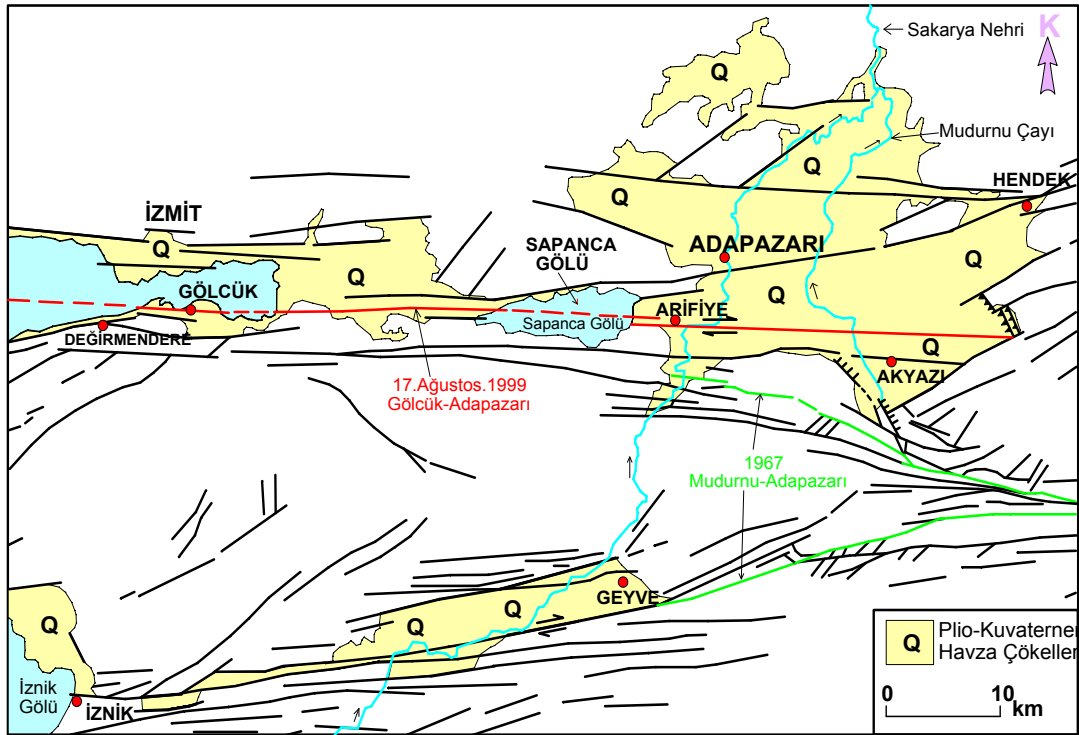 Sakarya Nehri
K
Q
Mudurnu Çayı
Q
HENDEK
Q
İZMİT
ADAPAZARI
SAPANCA
GÖLÜ
Q
Q
Q
Q
GÖLCÜK
ARİFİYE
Sapanca Gölü
DEĞİRMENDERE
Q
AKYAZI
17.Ağustos.1999
Gölcük-Adapazarı
1967
Mudurnu-Adapazarı
GEYVE
Q
Q
Q
İznik
Gölü
İZNİK
Q
Plio-Kuvaterner
Havza Çökeller
0
10
km